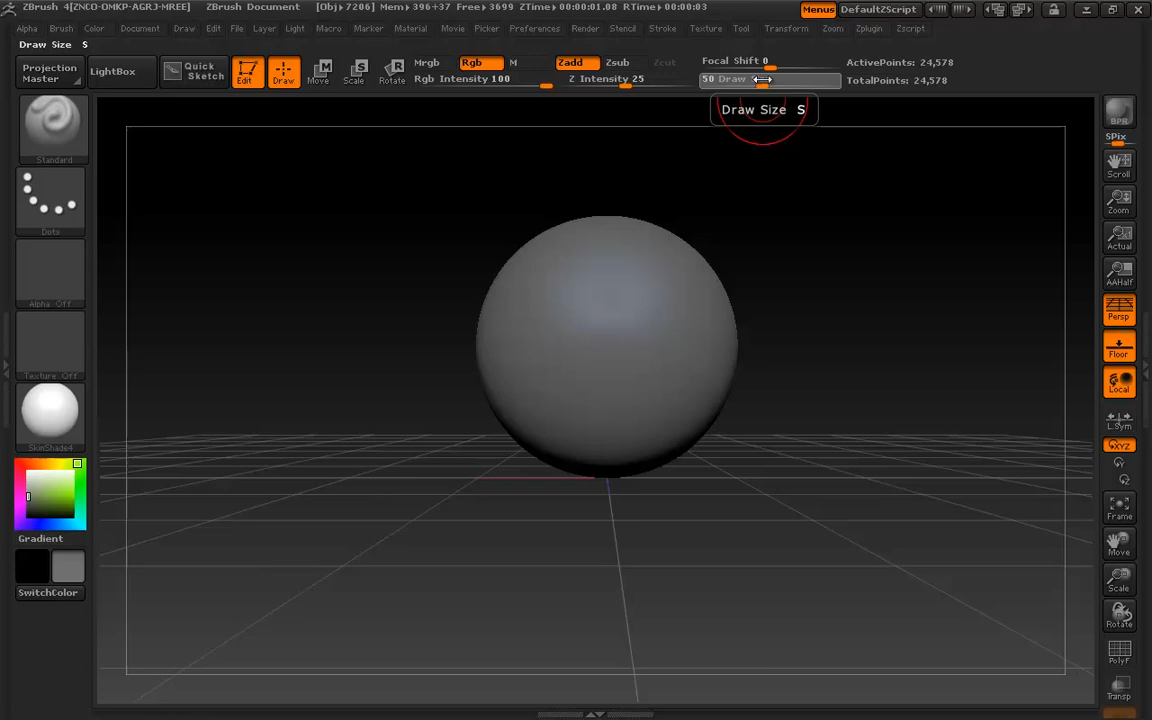 ZBrush 4[ZNCO-OMKP-AGRJ-MREE] ZBrush Document [Obj>7206] Mem>396+37 Free>3699 ZTime>00:00:01.08 RTime>00:00:03 Menus DefaultZScript
Alpha Brush Color Document Draw Edit File Layer Light Macro Marker Material Movie Picker Preferences Render Stencil Stroke Texture Tool Transform Zoom Zplugin Zscript
Draw Size S
Projection Master
LightBox
Quick Sketch
Edit
Draw
Move
Scale
Rotate
Mrgb Rgb M
Rgb Intensity 100
Zadd Zsub Zcut
Z Intensity 25
Focal Shift 0
50 Draw
ActivePoints: 24,578
TotalPoints: 24,578
Draw Size S
Standard
Dots
Alpha Off
Texture Off
SkinShade4
Gradient
SwitchColor
BPR
SPix
Scroll
Zoom
Actual
AAHalf
Persp
Floor
Local
L.Sym
XYZ
Y
Z
Frame
Move
Scale
Rotate
PolyF
Transp